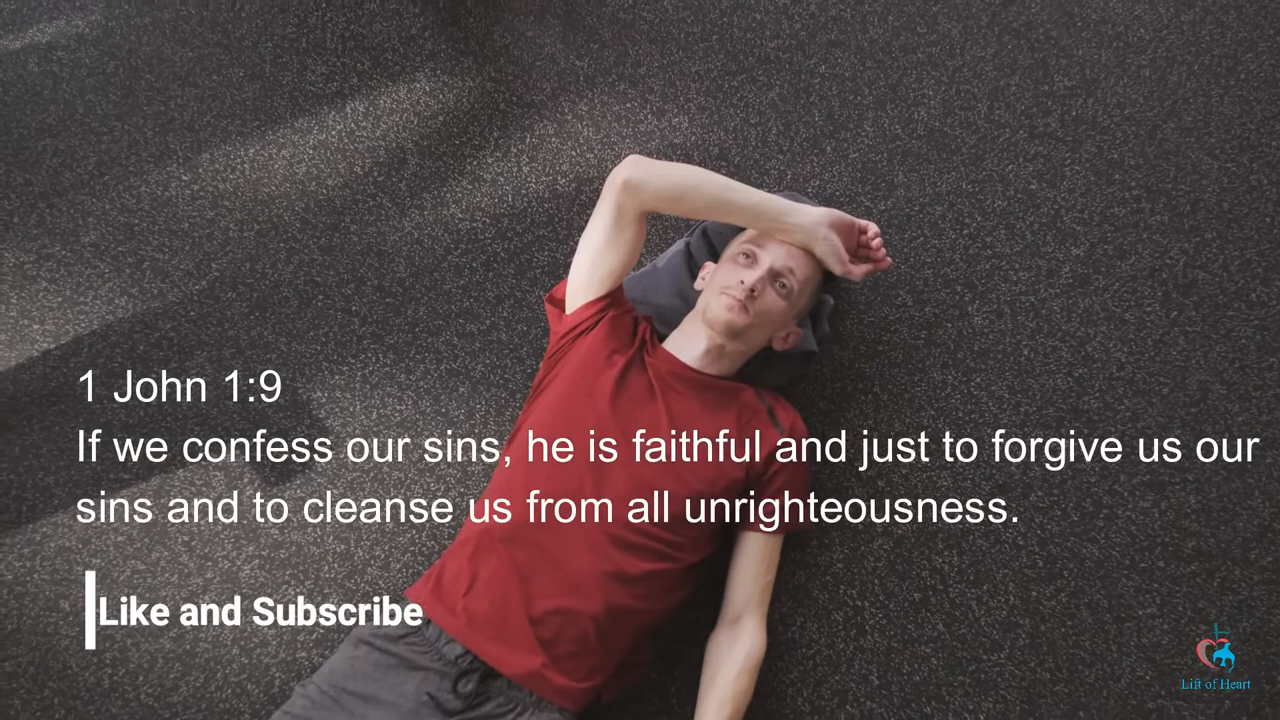 1 John 1:9
If we confess our sins, he is faithful and just to forgive us our
sins and to cleanse us from all unrighteousness.
Like and Subscribe
Lift of Heart